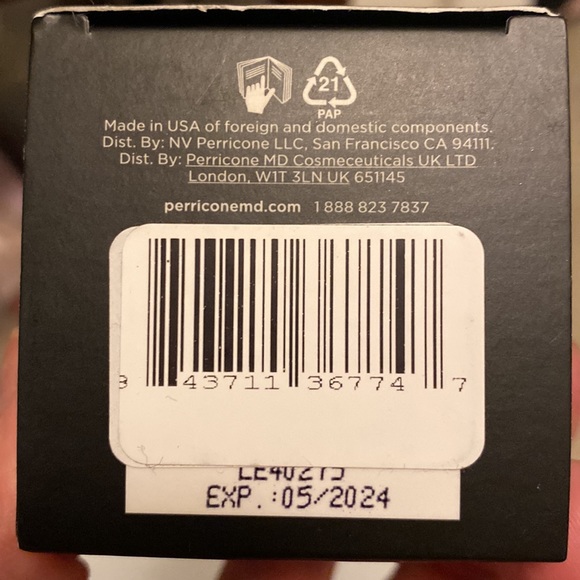 21
PAP
Made in USA of foreign and domestic components.
Dist. By: NV Perricone LLC, San Francisco CA 94111.
Dist. By: Perricone MD Cosmeceuticals UK LTD
London, W1T 3LN UK 651145
perriconemd.com 1 888 823 7837
43711 36774 7
EXP.:05/2024